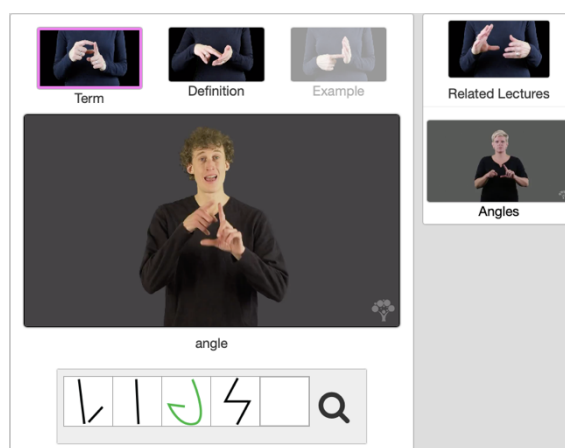 Term
Definition
Example
Related Lectures
Angles
angle